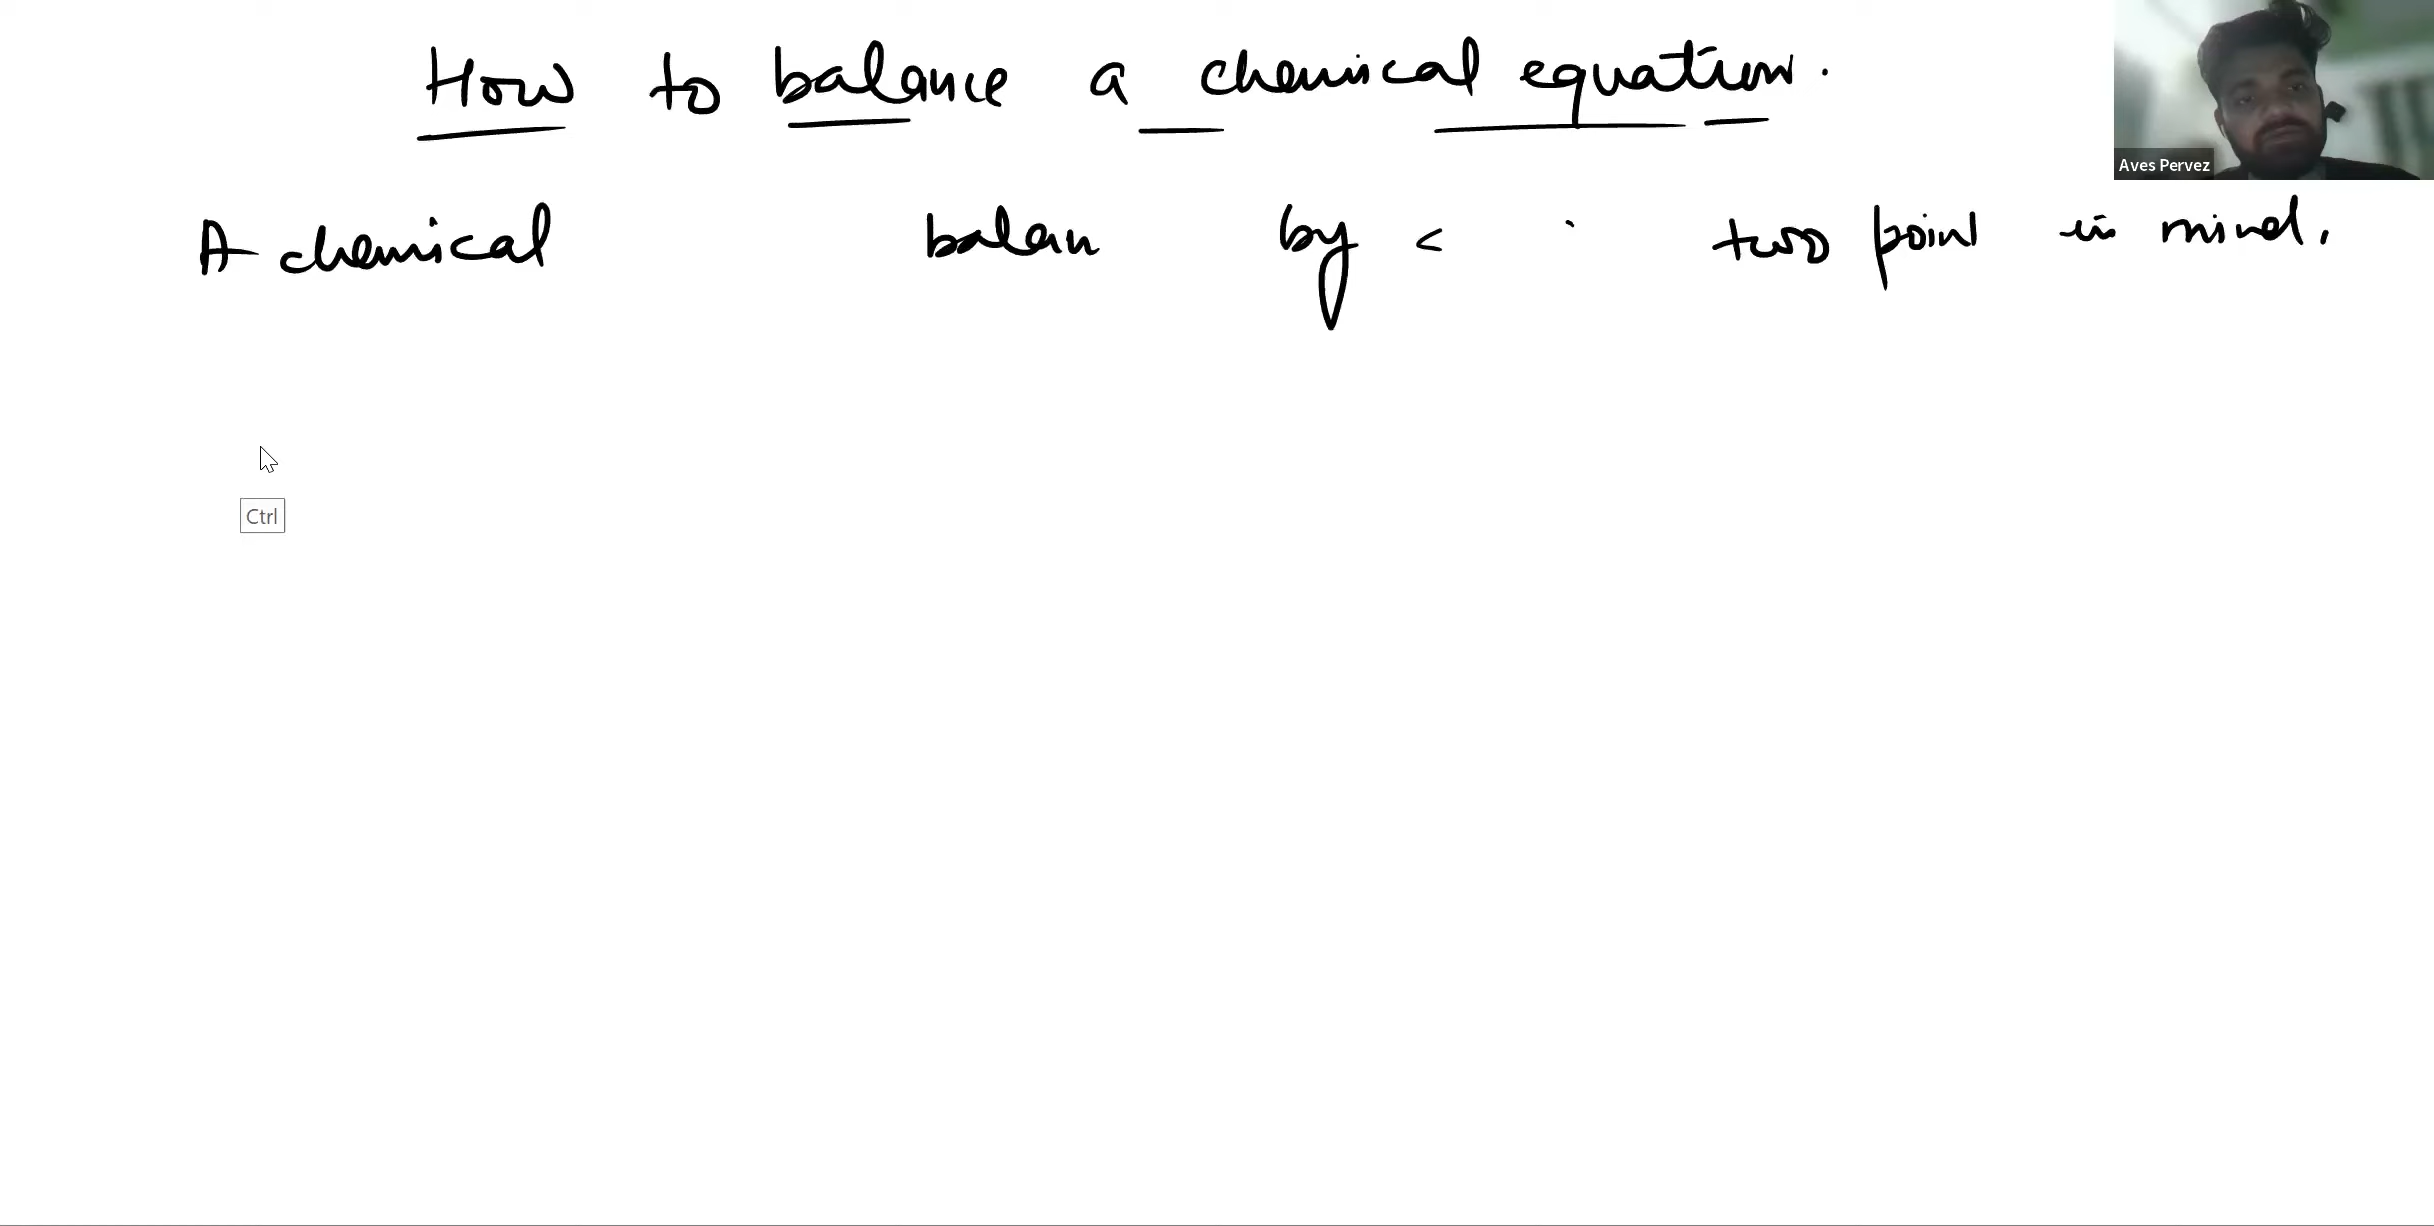 How to balance a chemical equation.
Aves Pervez
A chemical balan by c two point in mind.
Ctrl